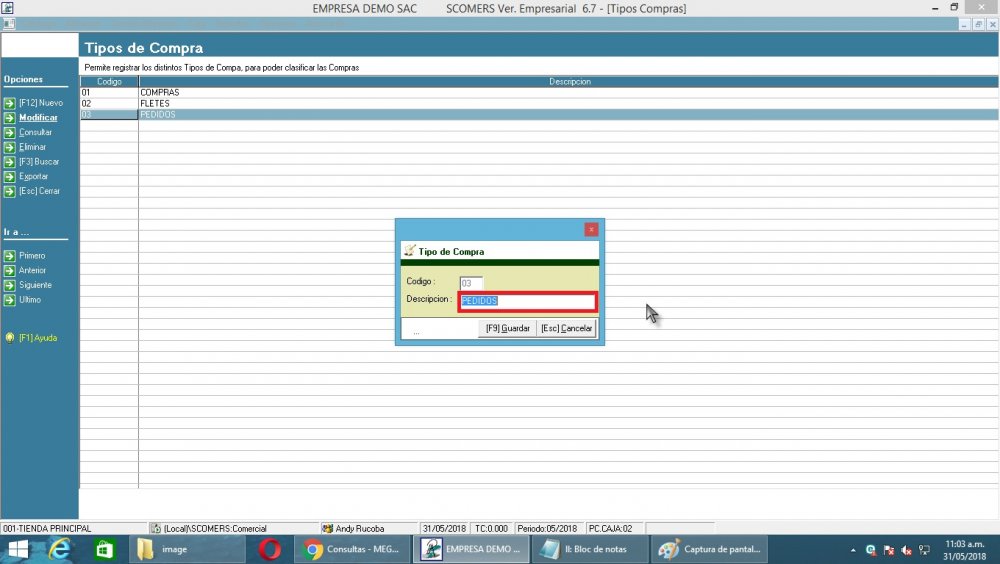 EMPRESA DEMO SAC SCOMERS Ver. Empresarial 6.7 - [Tipos Compras]
Tipos de Compra
Permite registrar los distintos Tipos de Compa, para poder clasificar las Compras
Opciones
[F12] Nuevo
Modificar
Consultar
Eliminar
[F3] Buscar
Exportar
[Esc] Cerrar
Ir a ...
Primero
Anterior
Siguiente
Ultimo
[F1] Ayuda
Codigo Descripcion
01 COMPRAS
02 FLETES
03 PEDIDOS
Tipo de Compra
Codigo : 03
Descripcion : PEDIDOS
... [F9] Guardar [Esc] Cancelar
001-TIENDA PRINCIPAL (Local)\SCOMERS:Comercial Andy Rucoba 31/05/2018 TC:0.000 Periodo:05/2018 PC.CAJA:02
image Consultas - MEG... EMPRESA DEMO ... II: Bloc de notas Captura de pantal... 11:03 a.m.
31/05/2018